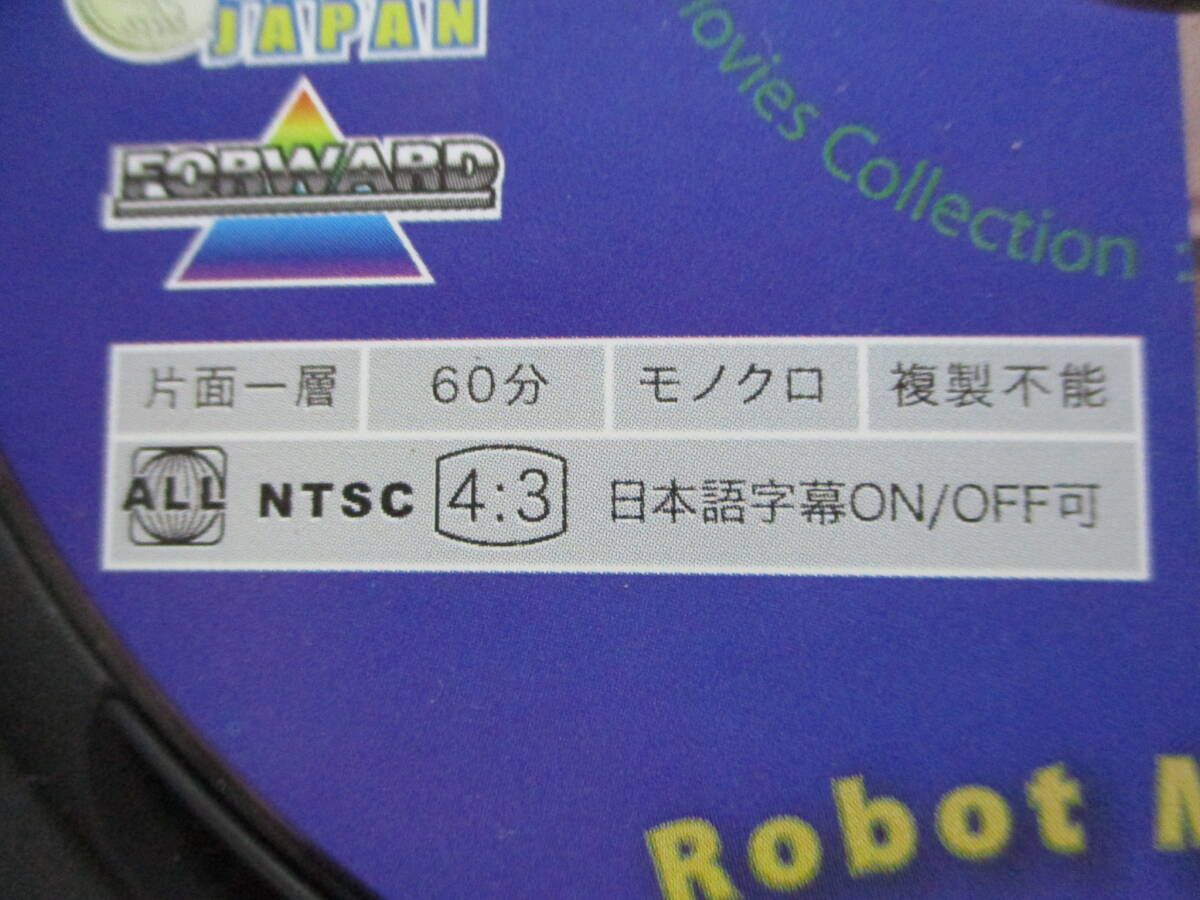 JAPAN
FORWARD
ovies Collection
片面一層 60分 モノクロ 複製不能
ALL NTSC 4:3 日本語字幕ON/OFF可
Robot M